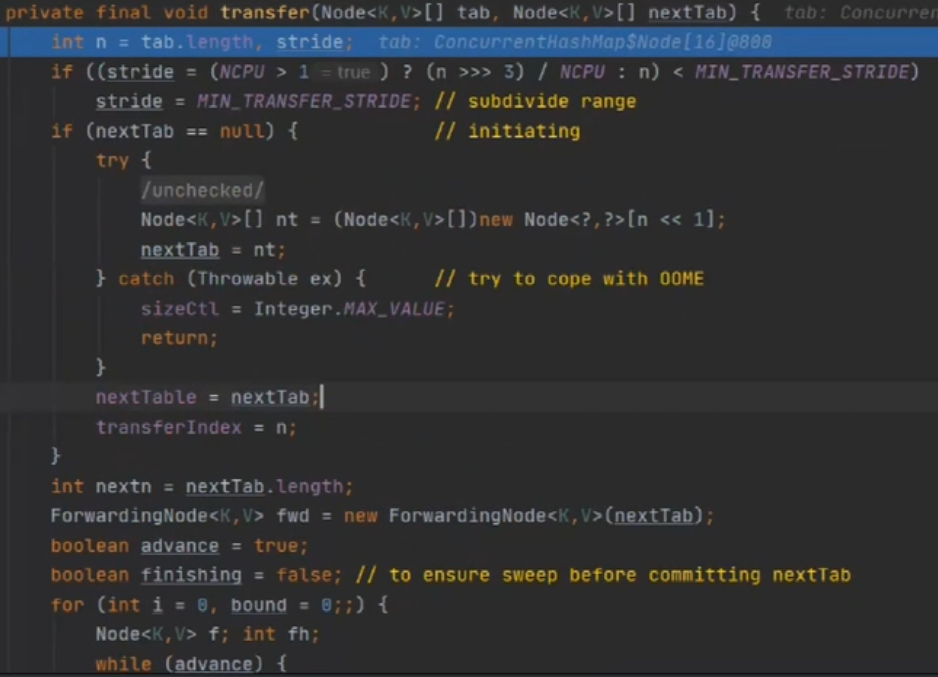 private final void transfer(Node<K,V>[] tab, Node<K,V>[] nextTab) {  tab: Concurren
    int n = tab.length, stride;  tab: ConcurrentHashMap$Node[16]@808
    if ((stride = (NCPU > 1 = true ) ? (n >>> 3) / NCPU : n) < MIN_TRANSFER_STRIDE)
        stride = MIN_TRANSFER_STRIDE; // subdivide range
    if (nextTab == null) {            // initiating
        try {
            /unchecked/
            Node<K,V>[] nt = (Node<K,V>[])new Node<?,?>[n << 1];
            nextTab = nt;
        } catch (Throwable ex) {      // try to cope with OOME
            sizeCtl = Integer.MAX_VALUE;
            return;
        }
        nextTable = nextTab;
        transferIndex = n;
    }
    int nextn = nextTab.length;
    ForwardingNode<K,V> fwd = new ForwardingNode<K,V>(nextTab);
    boolean advance = true;
    boolean finishing = false; // to ensure sweep before committing nextTab
    for (int i = 0, bound = 0;;) {
        Node<K,V> f; int fh;
        while (advance) {